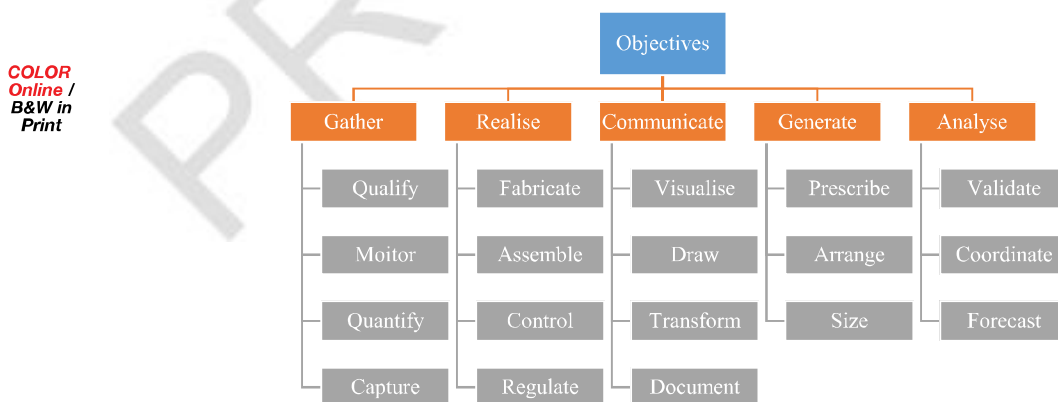 Objectives
COLOR
Online /
B&W in
Print
Gather
Realise
Communicate
Generate
Analyse
Qualify
Fabricate
Visualise
Prescribe
Validate
Moitor
Assemble
Draw
Arrange
Coordinate
Quantify
Control
Transform
Size
Forecast
Capture
Regulate
Document
PR